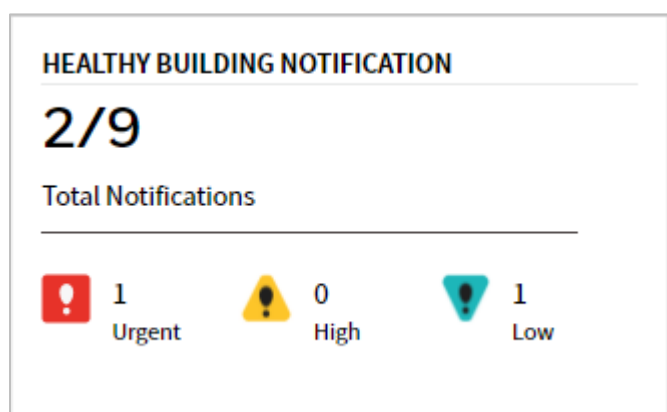 HEALTHY BUILDING NOTIFICATION
2/9
Total Notifications
1
0
1
Urgent
High
Low